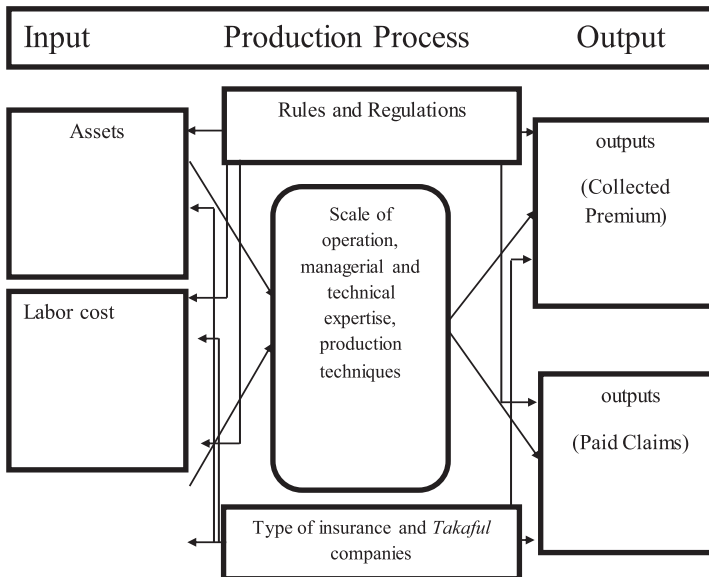 Input Production Process Output
Rules and Regulations
Assets
outputs
(Collected
Premium)
Scale of
operation,
managerial and
technical
expertise,
production
techniques
Labor cost
outputs
(Paid Claims)
Type of insurance and Takaful
companies